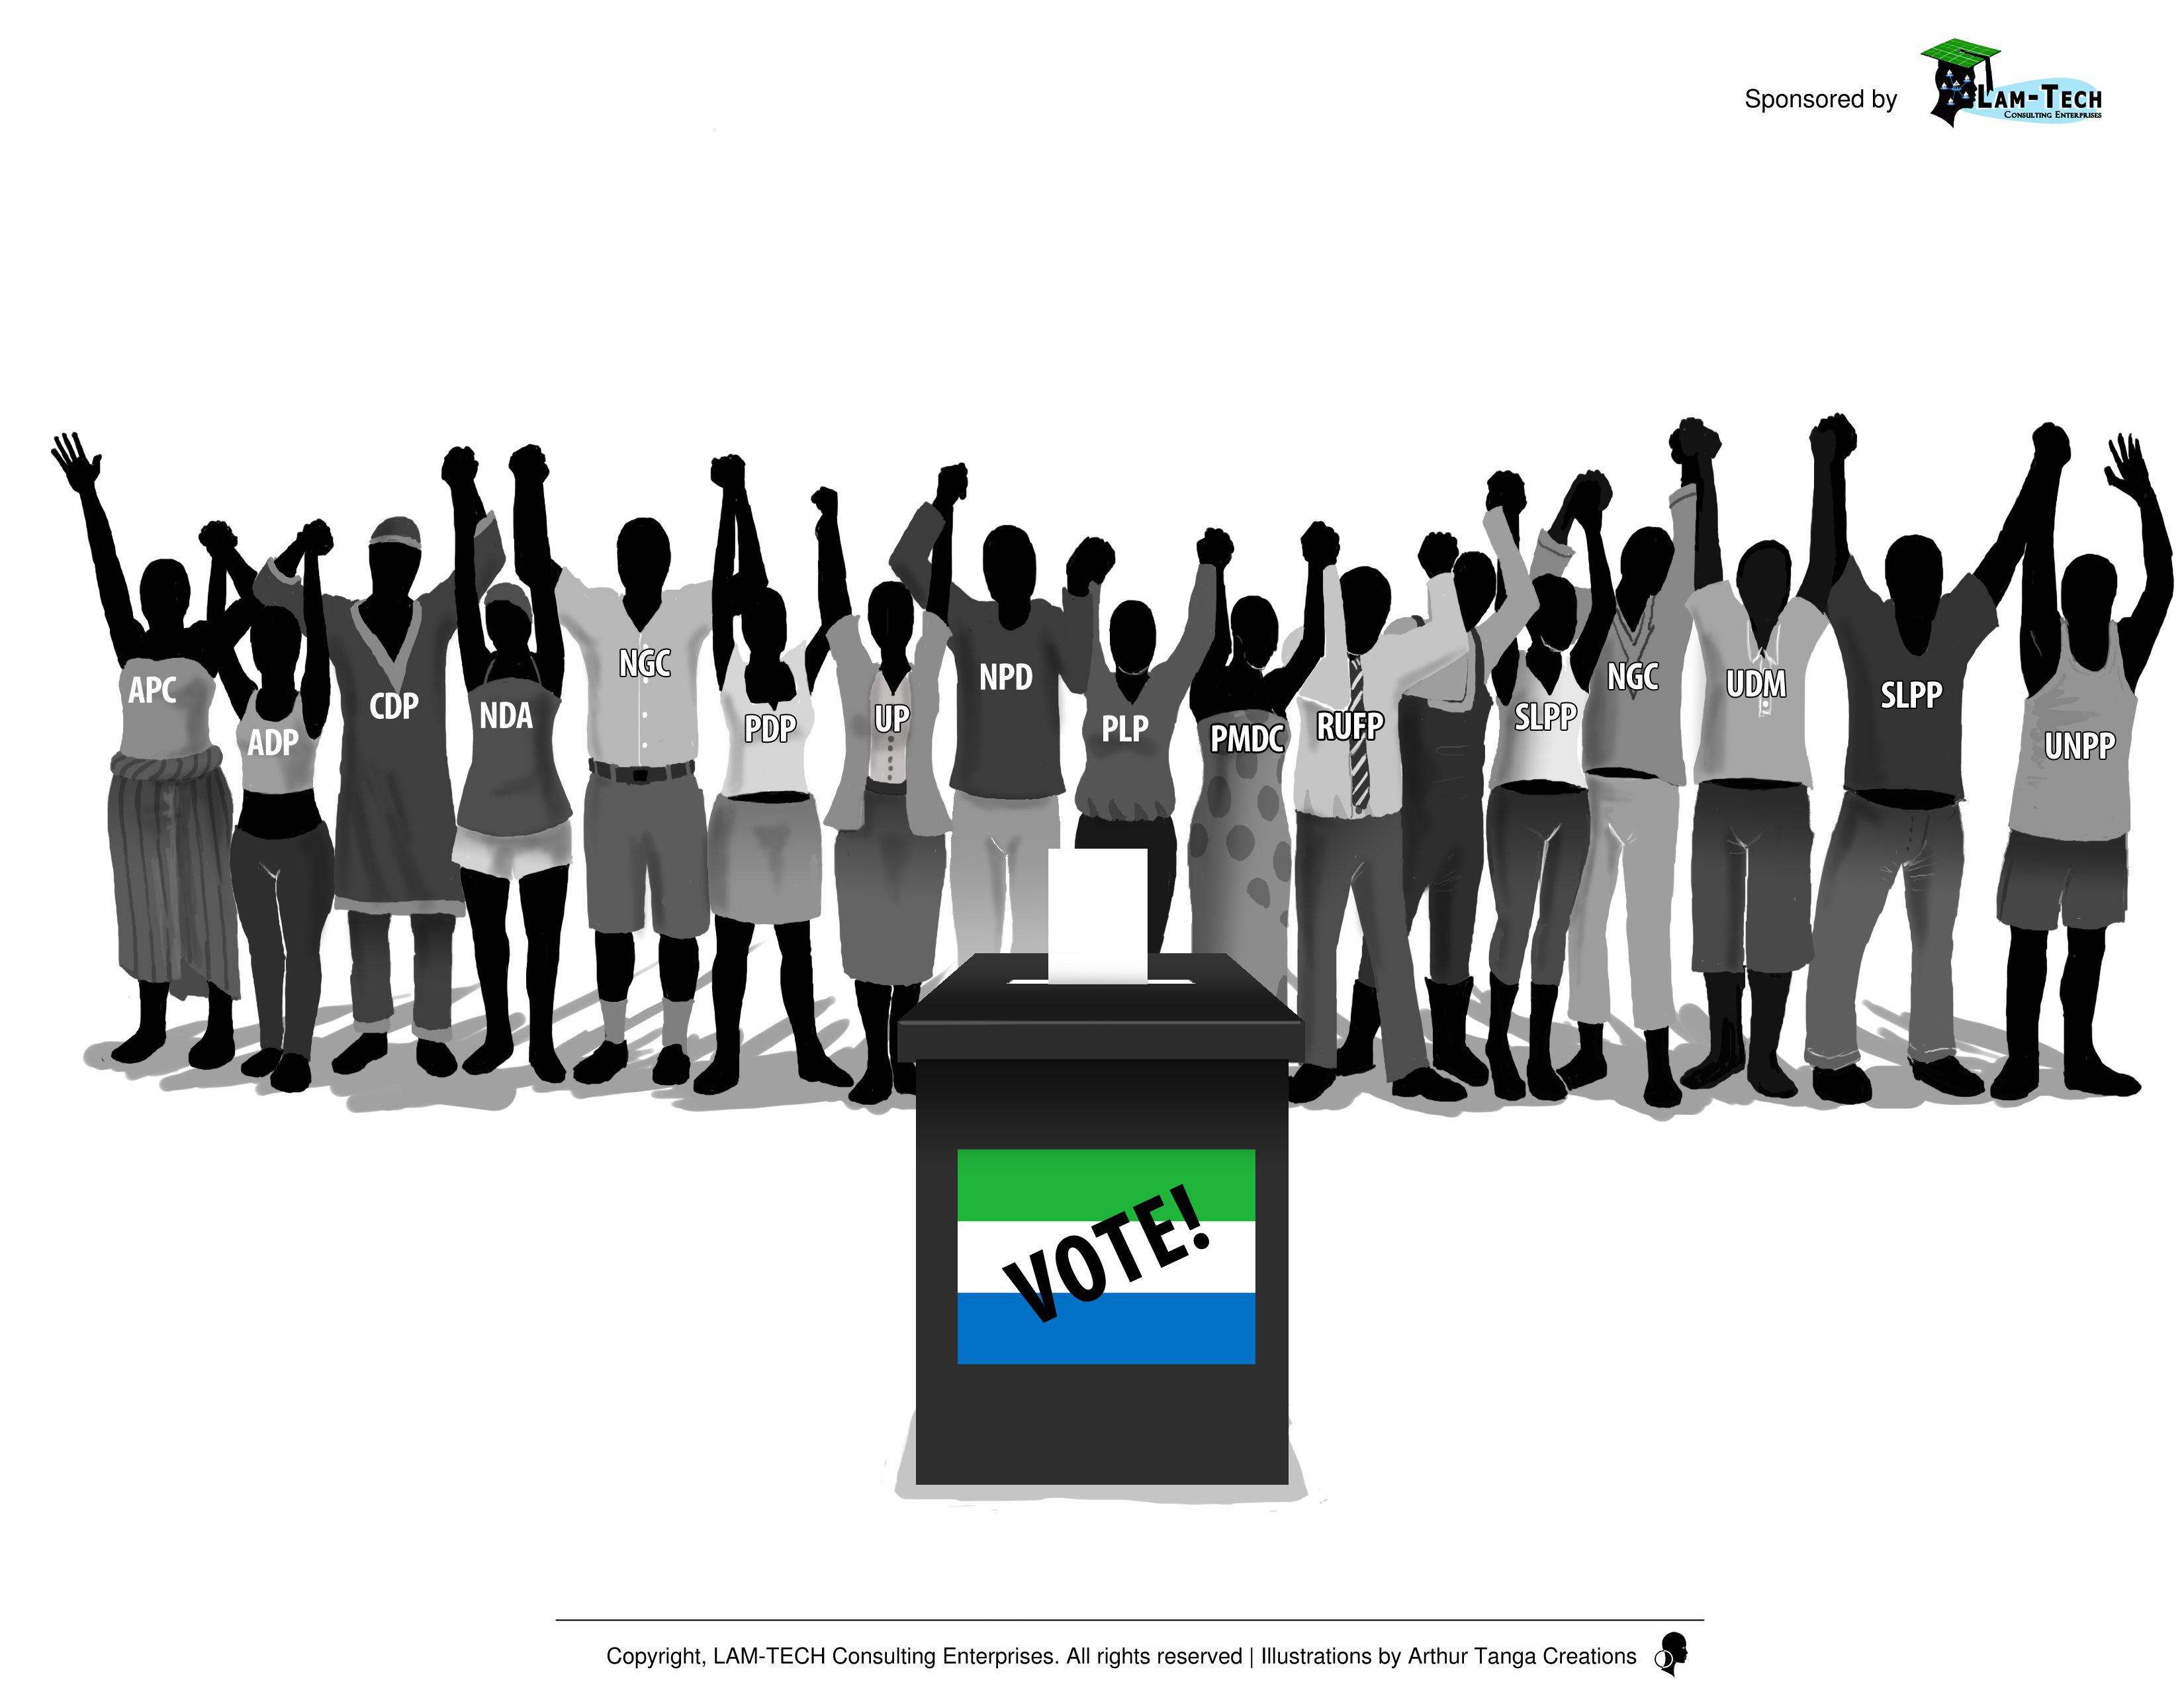 Sponsored by
LAM-TECH
CONSULTING ENTERPRISES
APC
ADP
CDP
NDA
NGC
PDP
UP
NPD
PLP
PMDC
RUFP
SLPP
NGC
UDM
SLPP
UNPP
VOTE!
Copyright, LAM-TECH Consulting Enterprises. All rights reserved | Illustrations by Arthur Tanga Creations